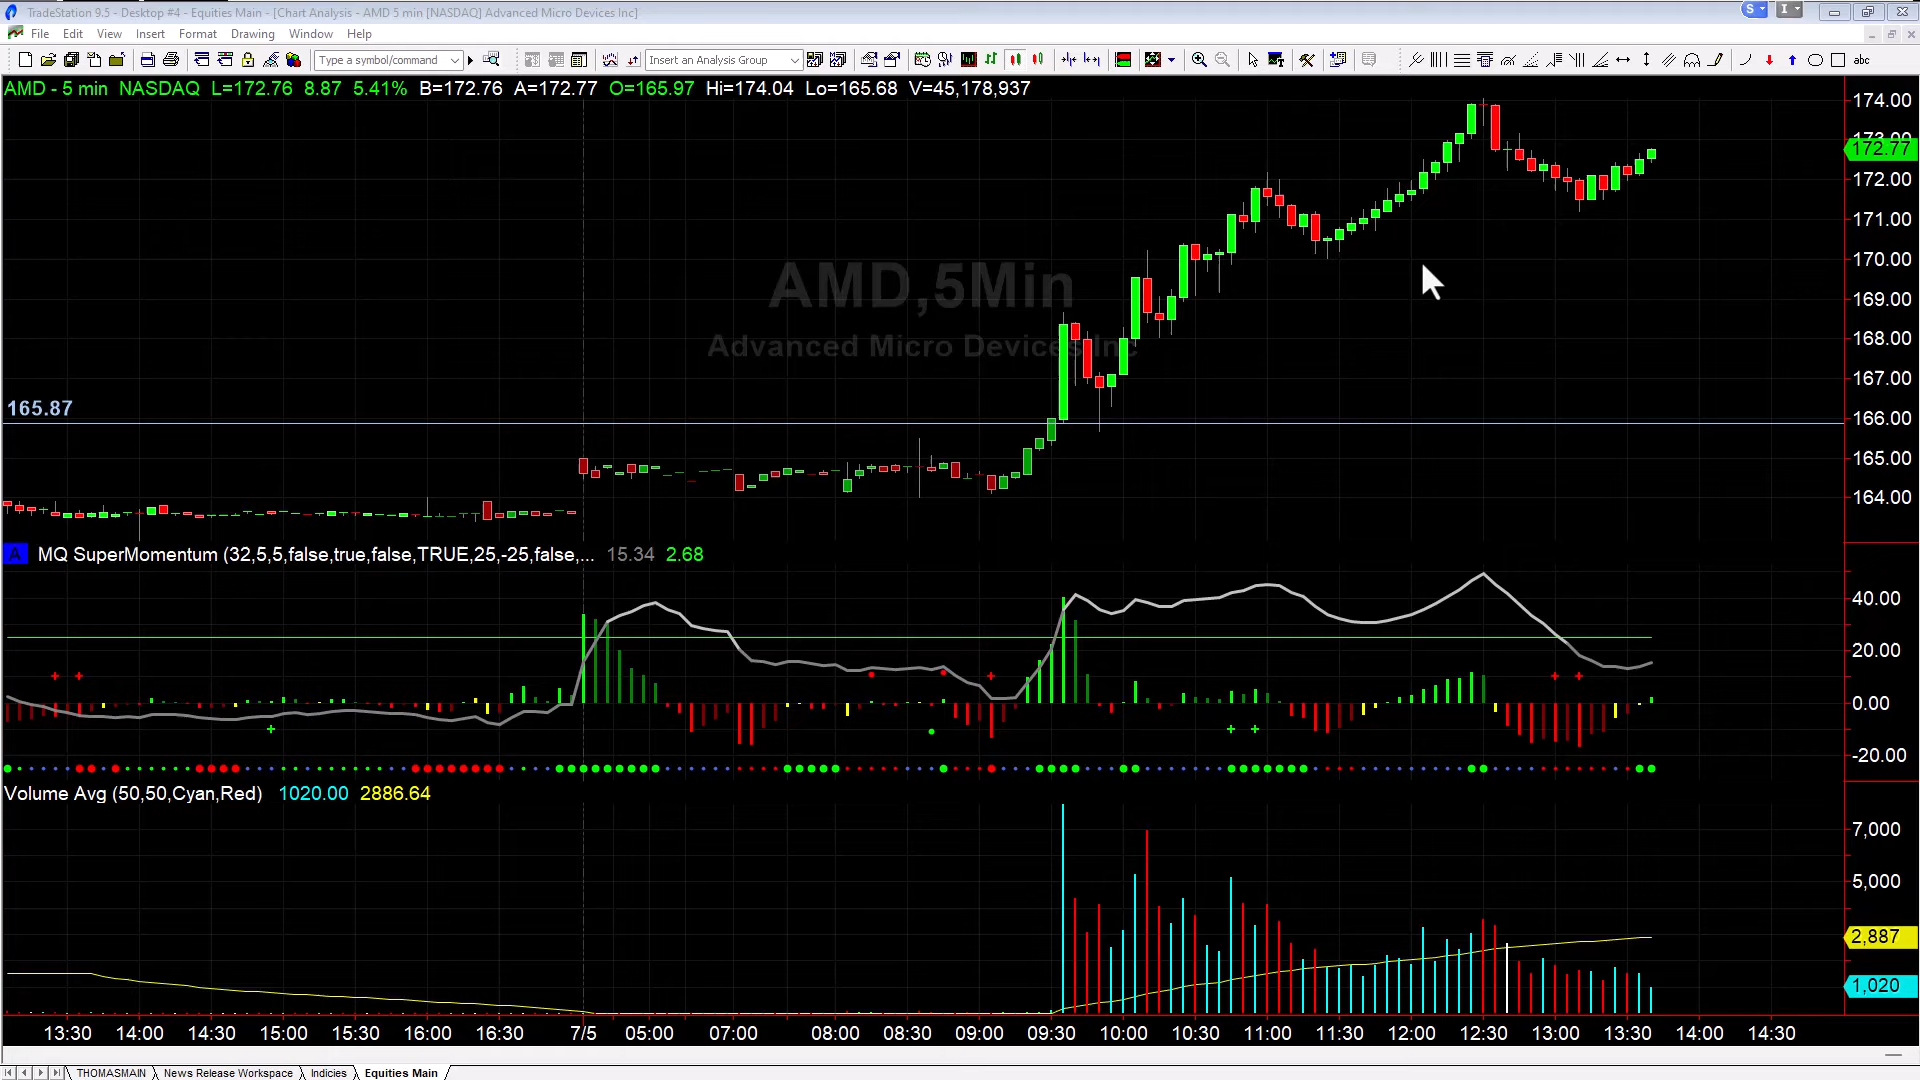 TradeStation 9.5 - Desktop #4 - Equities Main - [Chart Analysis - AMD 5 min [NASDAQ] Advanced Micro Devices Inc]
S I
File Edit View Insert Format Drawing Window Help
Type a symbol/command Insert an Analysis Group abc
AMD - 5 min NASDAQ L=172.76 8.87 5.41% B=172.76 A=172.77 O=165.97 Hi=174.04 Lo=165.68 V=45,178,937
174.00
173.00
172.77
172.00
171.00
170.00
169.00
168.00
167.00
166.00
165.00
164.00
AMD,5Min
Advanced Micro Devices Inc
165.87
A MQ SuperMomentum (32,5,5,false,true,false,TRUE,25,-25,false,... 15.34 2.68
40.00
20.00
0.00
-20.00
Volume Avg (50,50,Cyan,Red) 1020.00 2886.64
7,000
5,000
2,887
1,020
13:30 14:00 14:30 15:00 15:30 16:00 16:30 7/5 05:00 07:00 08:00 08:30 09:00 09:30 10:00 10:30 11:00 11:30 12:00 12:30 13:00 13:30 14:00 14:30
THOMASMAIN News Release Workspace Indicies Equities Main